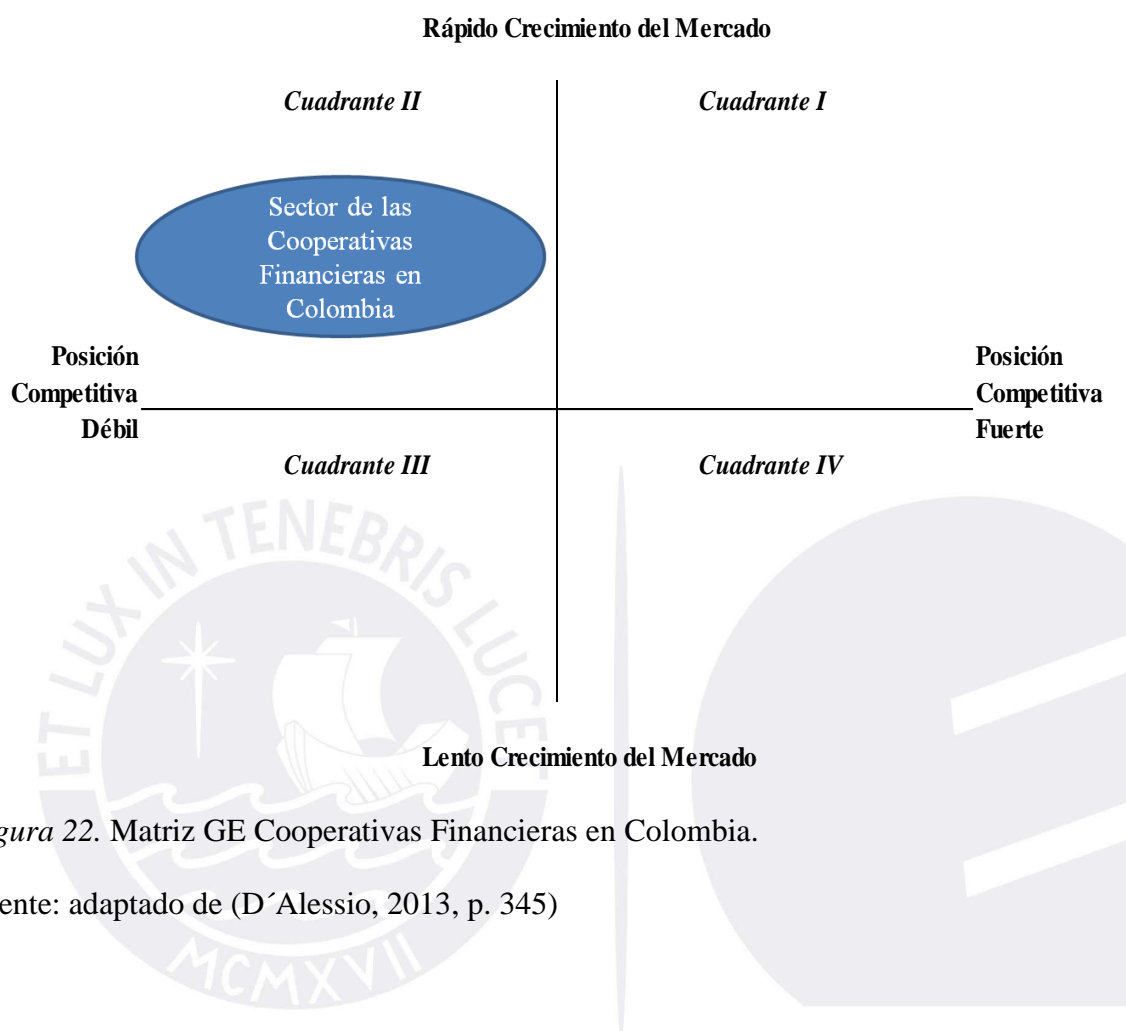 Rápido Crecimiento del Mercado
Cuadrante II
Cuadrante I
Sector de las
Cooperativas
Financieras en
Colombia
Posición
Competitiva
Débil
Posición
Competitiva
Fuerte
Cuadrante III
Cuadrante IV
ET LUX IN TENEBRIS LUCET
MCMXVII
Lento Crecimiento del Mercado
gura 22. Matriz GE Cooperativas Financieras en Colombia.
ente: adaptado de (D´Alessio, 2013, p. 345)